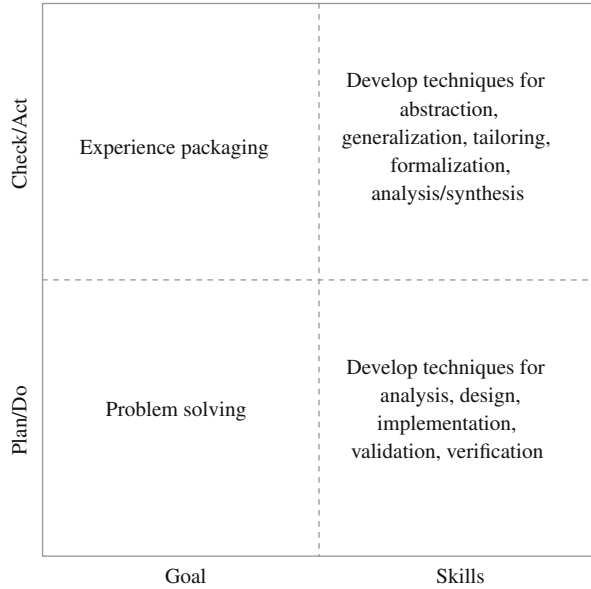 Check/Act
Experience packaging
Develop techniques for
abstraction,
generalization, tailoring,
formalization,
analysis/synthesis
Plan/Do
Problem solving
Develop techniques for
analysis, design,
implementation,
validation, verification
Goal
Skills